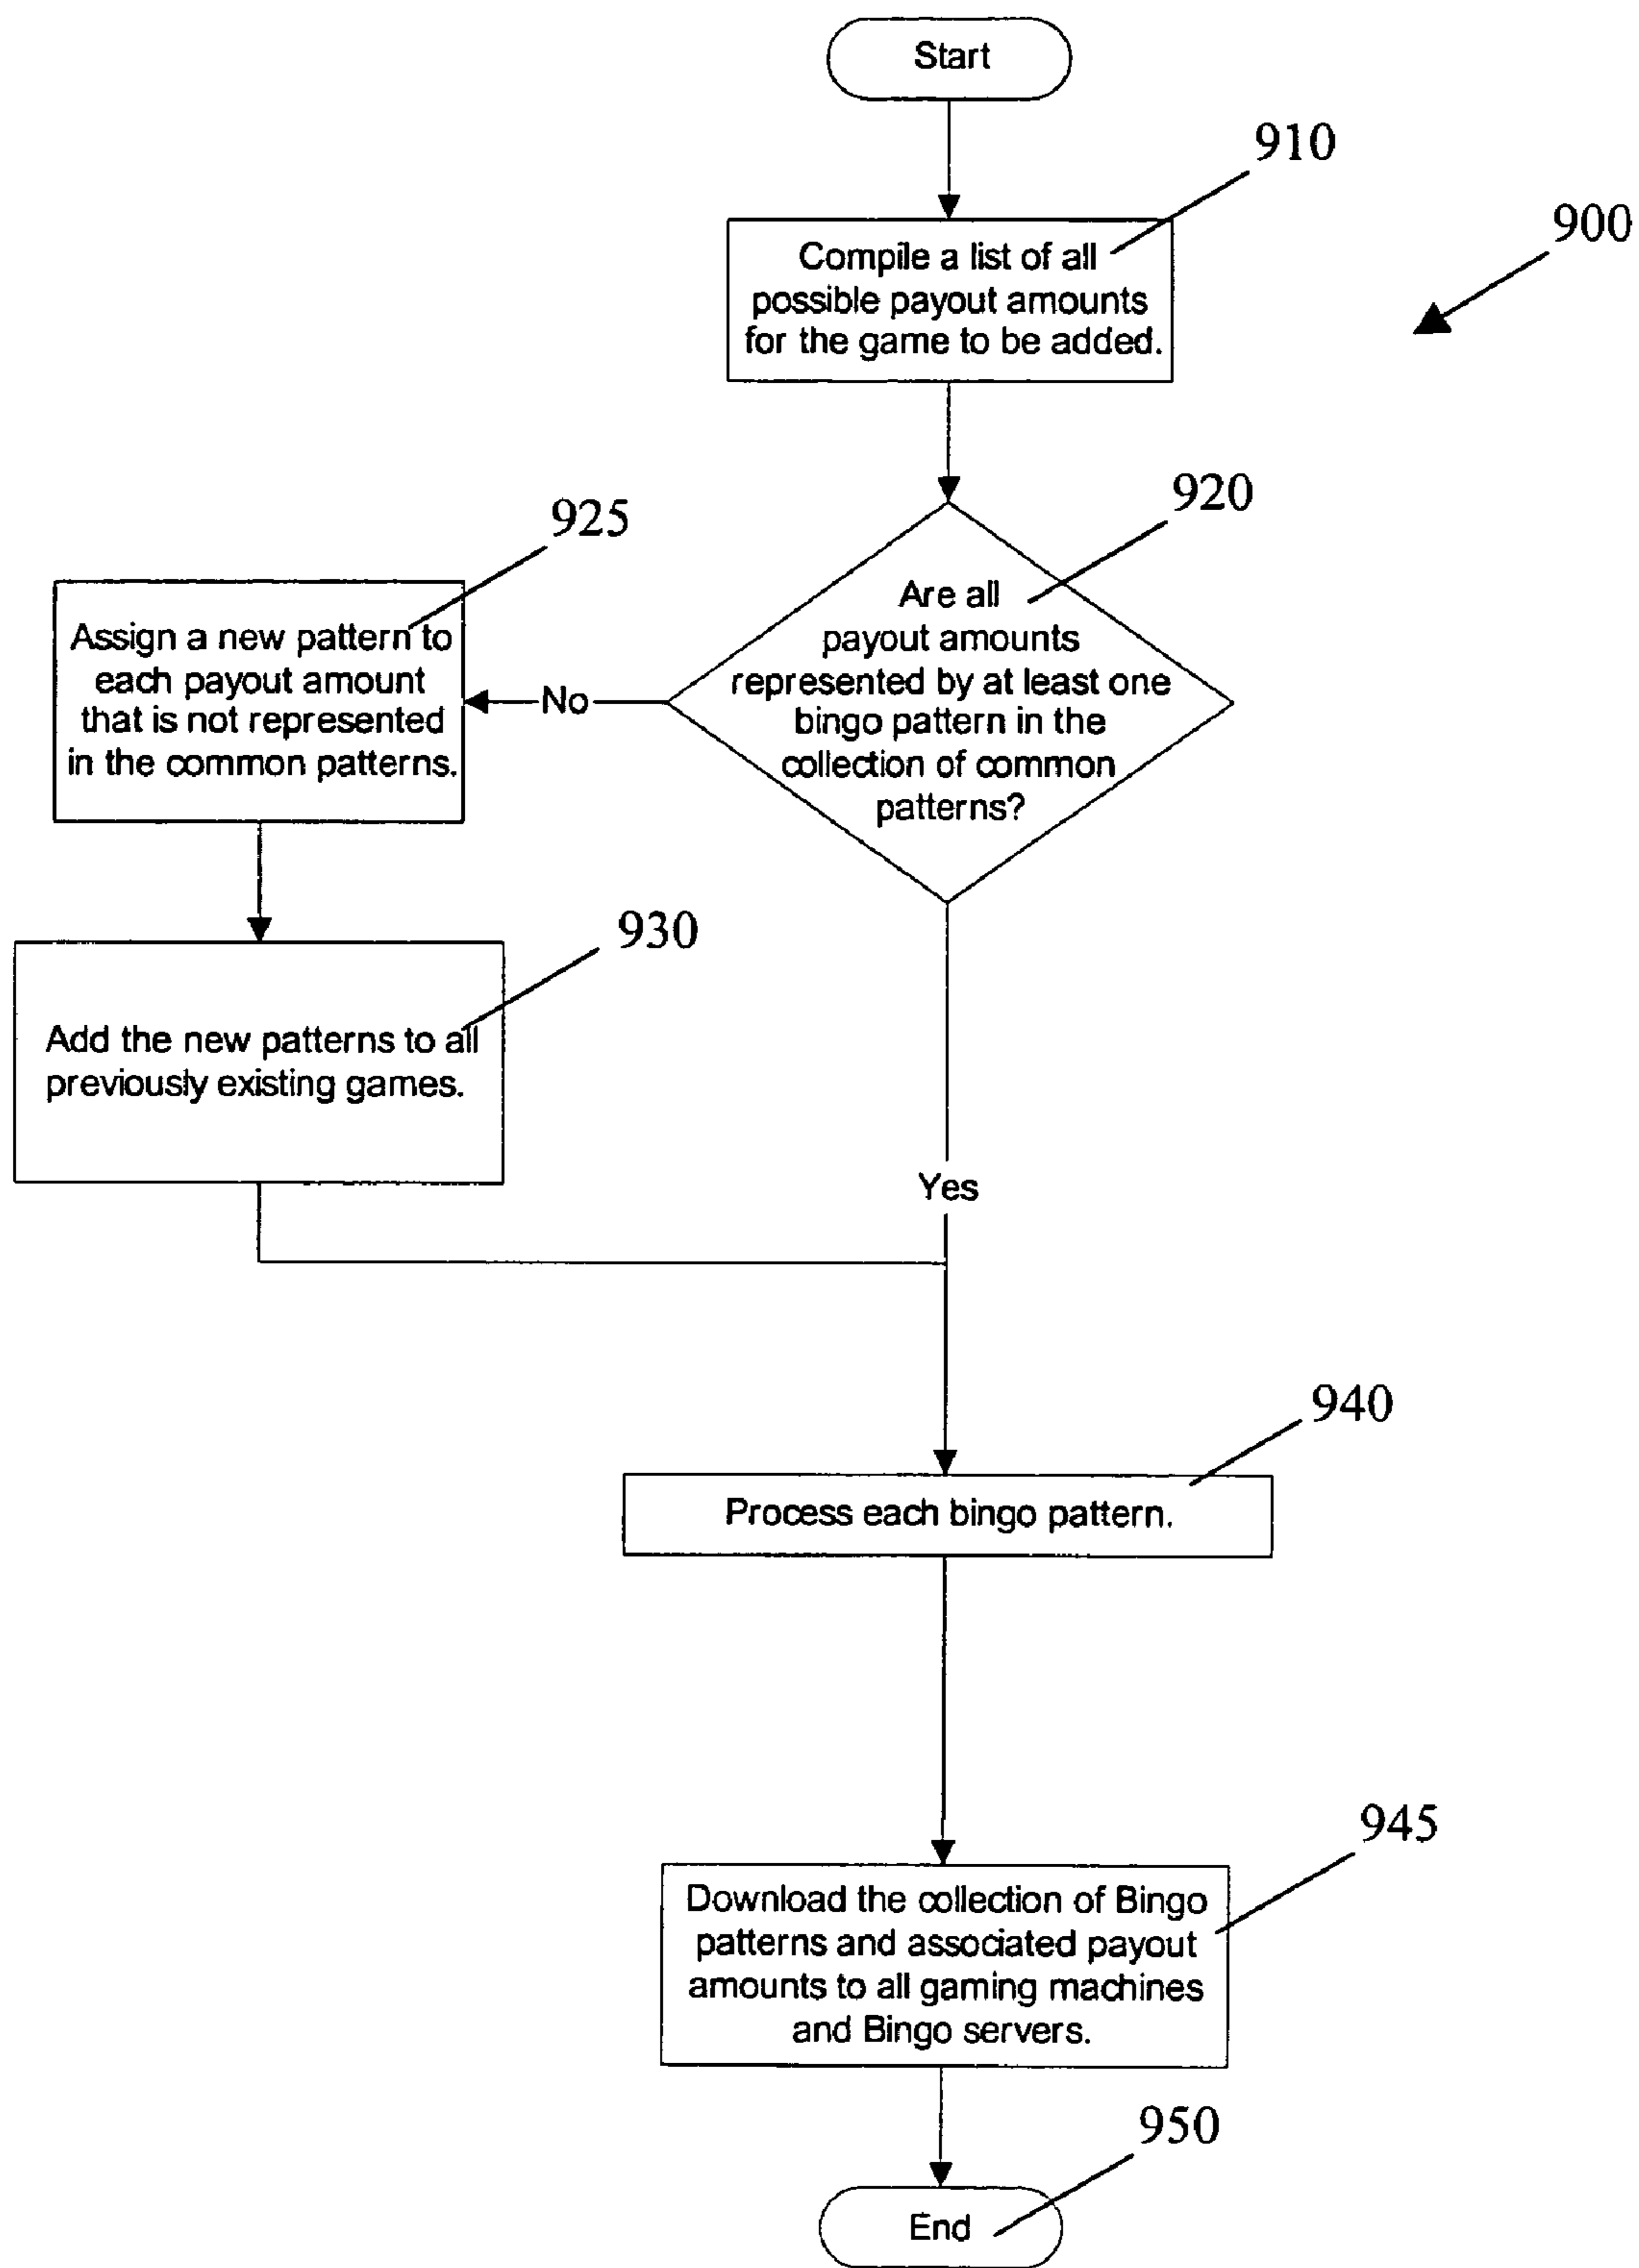 Start
910
900
Compile a list of all
possible payout amounts
for the game to be added.
920
925
Are all
payout amounts
represented by at least one
bingo pattern in the
collection of common
patterns?
Assign a new pattern to
each payout amount
that is not represented
in the common patterns.
No
930
Add the new patterns to all
previously existing games.
Yes
940
Process each bingo pattern.
945
Download the collection of Bingo
patterns and associated payout
amounts to all gaming machines
and Bingo servers.
950
End